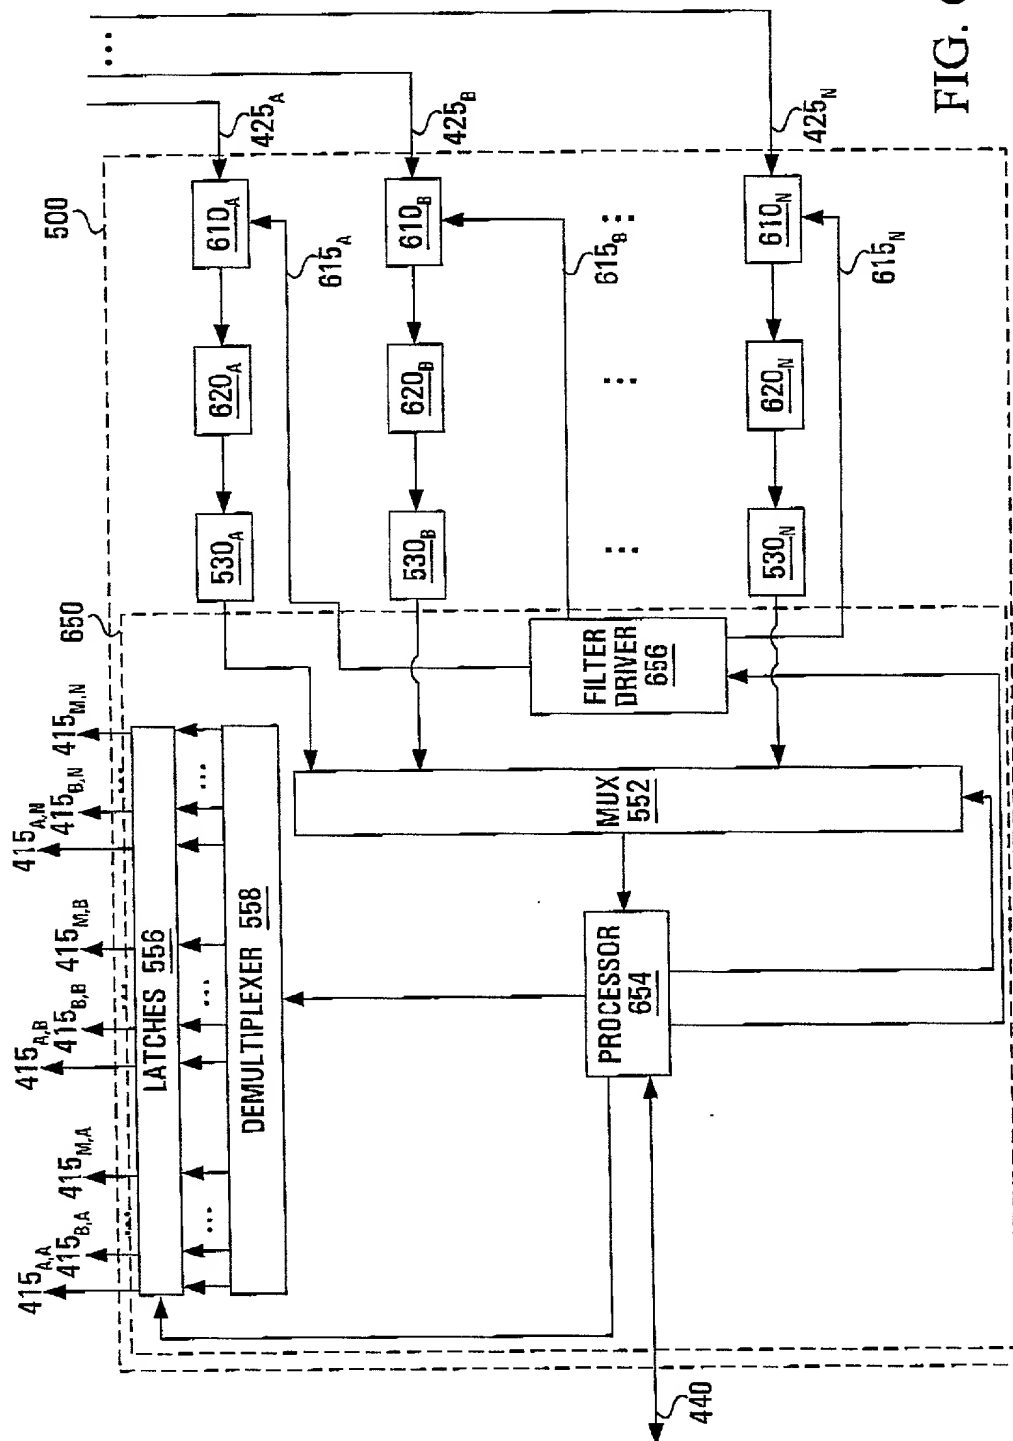 415A,A
415B,A
415M,A
415A,B
415B,B
415M,B
415A,N
415B,N
415M,N
650
500
LATCHES 556
...
...
...
DEMULTIPLEXER 558
530A
620A
610A
425A
...
615A
530B
620B
610B
425B
MUX
552
FILTER
DRIVER
656
PROCESSOR
654
440
...
...
...
615B
530N
620N
610N
425N
615N
FIG.